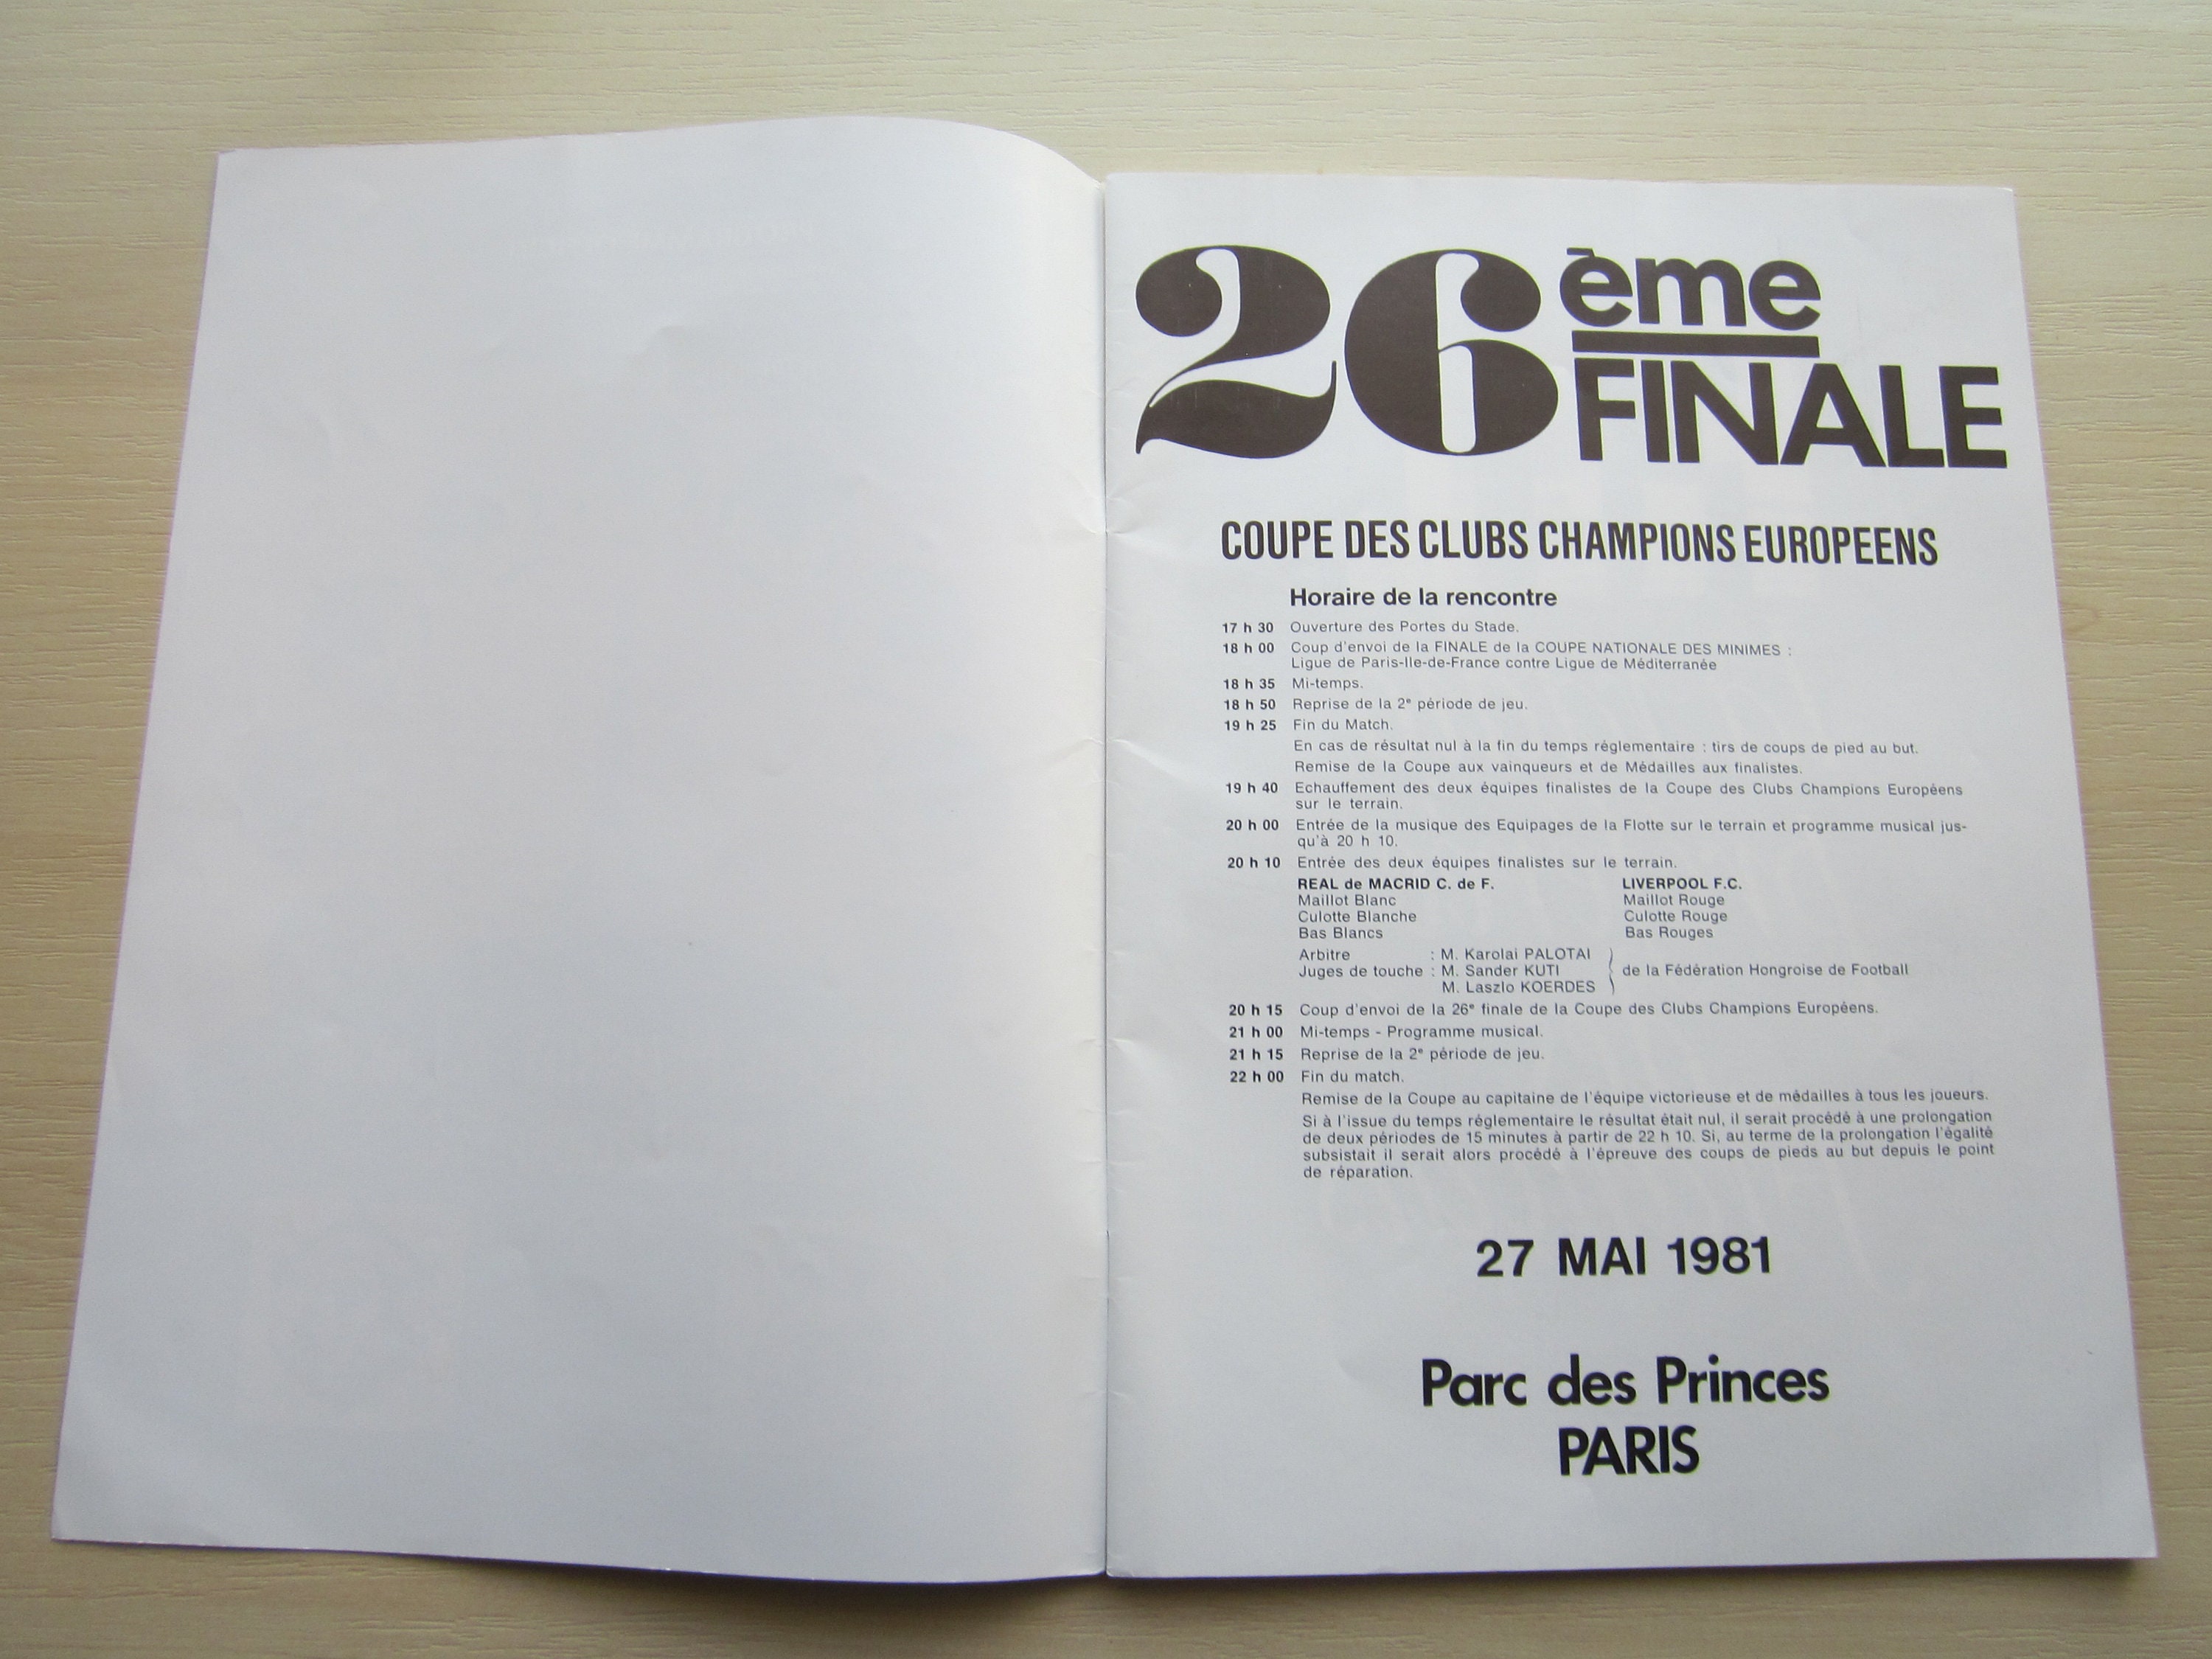 26ème
FINALE
COUPE DES CLUBS CHAMPIONS EUROPEENS
Horaire de la rencontre
17 h 30 Ouverture des Portes du Stade.
18 h 00 Coup d'envoi de la FINALE de la COUPE NATIONALE DES MINIMES :
Ligue de Paris-Ile-de-France contre Ligue de Méditerranée
18 h 35 Mi-temps.
18 h 50 Reprise de la 2e période de jeu.
19 h 25 Fin du Match.
En cas de résultat nul à la fin du temps réglementaire : tirs de coups de pied au but.
Remise de la Coupe aux vainqueurs et de Médailles aux finalistes.
19 h 40 Echauffement des deux équipes finalistes de la Coupe des Clubs Champions Européens
sur le terrain.
20 h 00 Entrée de la musique des Equipages de la Flotte sur le terrain et programme musical jus-
qu'à 20 h 10.
20 h 10 Entrée des deux équipes finalistes sur le terrain.
REAL de MACRID C. de F. LIVERPOOL F.C.
Maillot Blanc Maillot Rouge
Culotte Blanche Culotte Rouge
Bas Blancs Bas Rouges
Arbitre : M. Karolai PALOTAI
Juges de touche : M. Sander KUTI de la Fédération Hongroise de Football
M. Laszlo KOERDES
20 h 15 Coup d'envoi de la 26e finale de la Coupe des Clubs Champions Européens.
21 h 00 Mi-temps - Programme musical.
21 h 15 Reprise de la 2e période de jeu.
22 h 00 Fin du match.
Remise de la Coupe au capitaine de l'équipe victorieuse et de médailles à tous les joueurs.
Si à l'issue du temps réglementaire le résultat était nul, il serait procédé à une prolongation
de deux périodes de 15 minutes à partir de 22 h 10. Si, au terme de la prolongation l'égalité
subsistait il serait alors procédé à l'épreuve des coups de pieds au but depuis le point
de réparation.
27 MAI 1981
Parc des Princes
PARIS